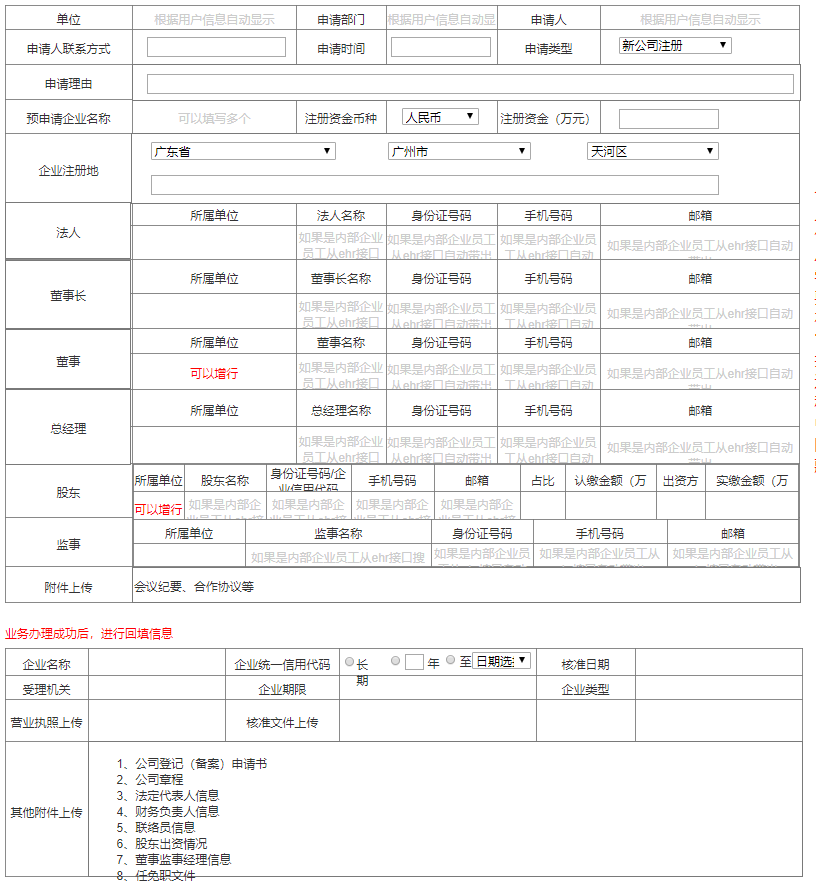 单位 根据用户信息自动显示 申请部门 根据用户信息自动显 申请人 根据用户信息自动显示
申请人联系方式 申请时间 申请类型 新公司注册
申请理由
预申请企业名称 可以填写多个 注册资金币种 人民币 注册资金（万元）
企业注册地 广东省 广州市 天河区
法人 所属单位 法人名称 身份证号码 手机号码 邮箱
如果是内部企业 如果是内部企业员工 如果是内部企业员 如果是内部企业员工从ehr接口自动
员工从ehr接口 从ehr接口自动带出 工从ehr接口自动
董事长 所属单位 董事长名称 身份证号码 手机号码 邮箱
如果是内部企业 如果是内部企业员工 如果是内部企业员 如果是内部企业员工从ehr接口自动
员工从ehr接口 从ehr接口自动带出 工从ehr接口自动 带出
董事 所属单位 董事名称 身份证号码 手机号码 邮箱
可以增行 如果是内部企业 如果是内部企业员工 如果是内部企业员 如果是内部企业员工从ehr接口自动
员工从ehr接口 从ehr接口自动带出 工从ehr接口自动 带出
总经理 所属单位 总经理名称 身份证号码 手机号码 邮箱
如果是内部企业 如果是内部企业员工 如果是内部企业员 如果是内部企业员工从ehr接口自动
员工从ehr接口 从ehr接口自动带出 工从ehr接口自动 带出
股东 所属单位 股东名称 身份证号码/企 手机号码 邮箱 占比 认缴金额（万 出资方 实缴金额（万
业信用代码
可以增行 如果是内部企 如果是内部企 如果是内部企 如果是内部企
监事 所属单位 监事名称 身份证号码 手机号码 邮箱
如果是内部企业员工从ehr接口搜 如果是内部企业员 如果是内部企业员工从 如果是内部企业员工从
附件上传 会议纪要、合作协议等
业务办理成功后，进行回填信息
企业名称 企业统一信用代码 长 年 至 日期选择 核准日期
期
受理机关 企业期限 企业类型
营业执照上传 核准文件上传
其他附件上传
1、公司登记（备案）申请书
2、公司章程
3、法定代表人信息
4、财务负责人信息
5、联络员信息
6、股东出资情况
7、董事监事经理信息
8、任免职文件